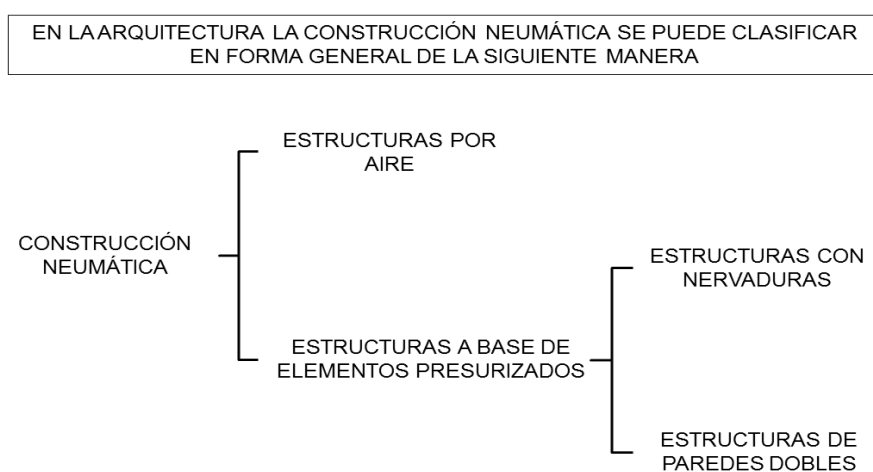 EN LA ARQUITECTURA LA CONSTRUCCIÓN NEUMÁTICA SE PUEDE CLASIFICAR
EN FORMA GENERAL DE LA SIGUIENTE MANERA
ESTRUCTURAS POR
AIRE
CONSTRUCCIÓN
NEUMÁTICA
ESTRUCTURAS A BASE DE
ELEMENTOS PRESURIZADOS
ESTRUCTURAS CON
NERVADURAS
ESTRUCTURAS DE
PAREDES DOBLES